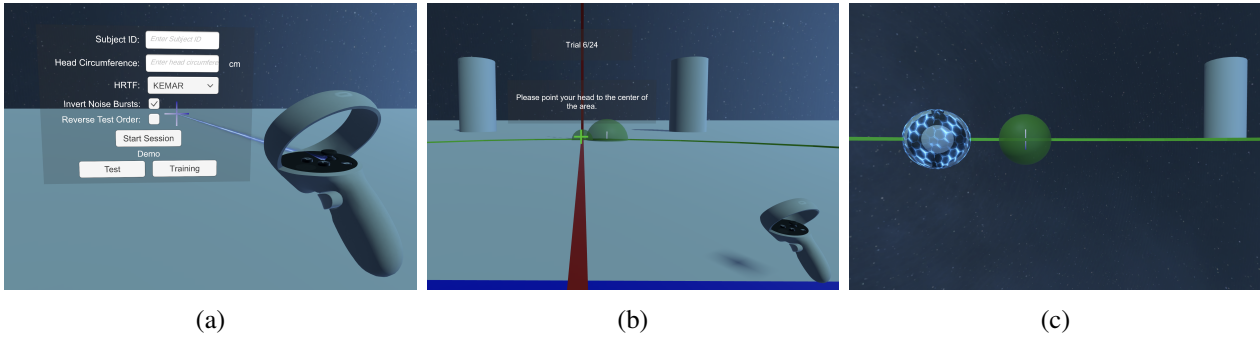 Subject ID: Enter Subject ID
Head Circumference: Enter head circumfere cm
HRTF: KEMAR
Invert Noise Bursts:
Reverse Test Order:
Start Session
Demo
Test Training
Trial 6/24
Please point your head to the center of
the area.
(a) (b) (c)